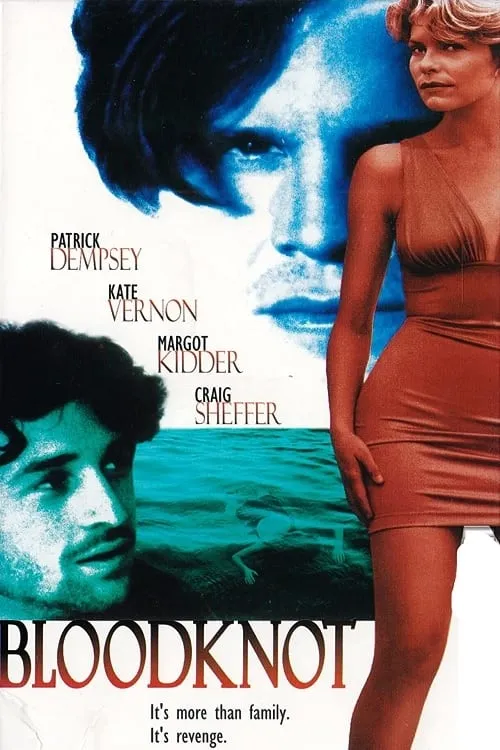 PATRICK
DEMPSEY
KATE
VERNON
MARGOT
KIDDER
CRAIG
SHEFFER
BLOODKNOT
It's more than family.
It's revenge.